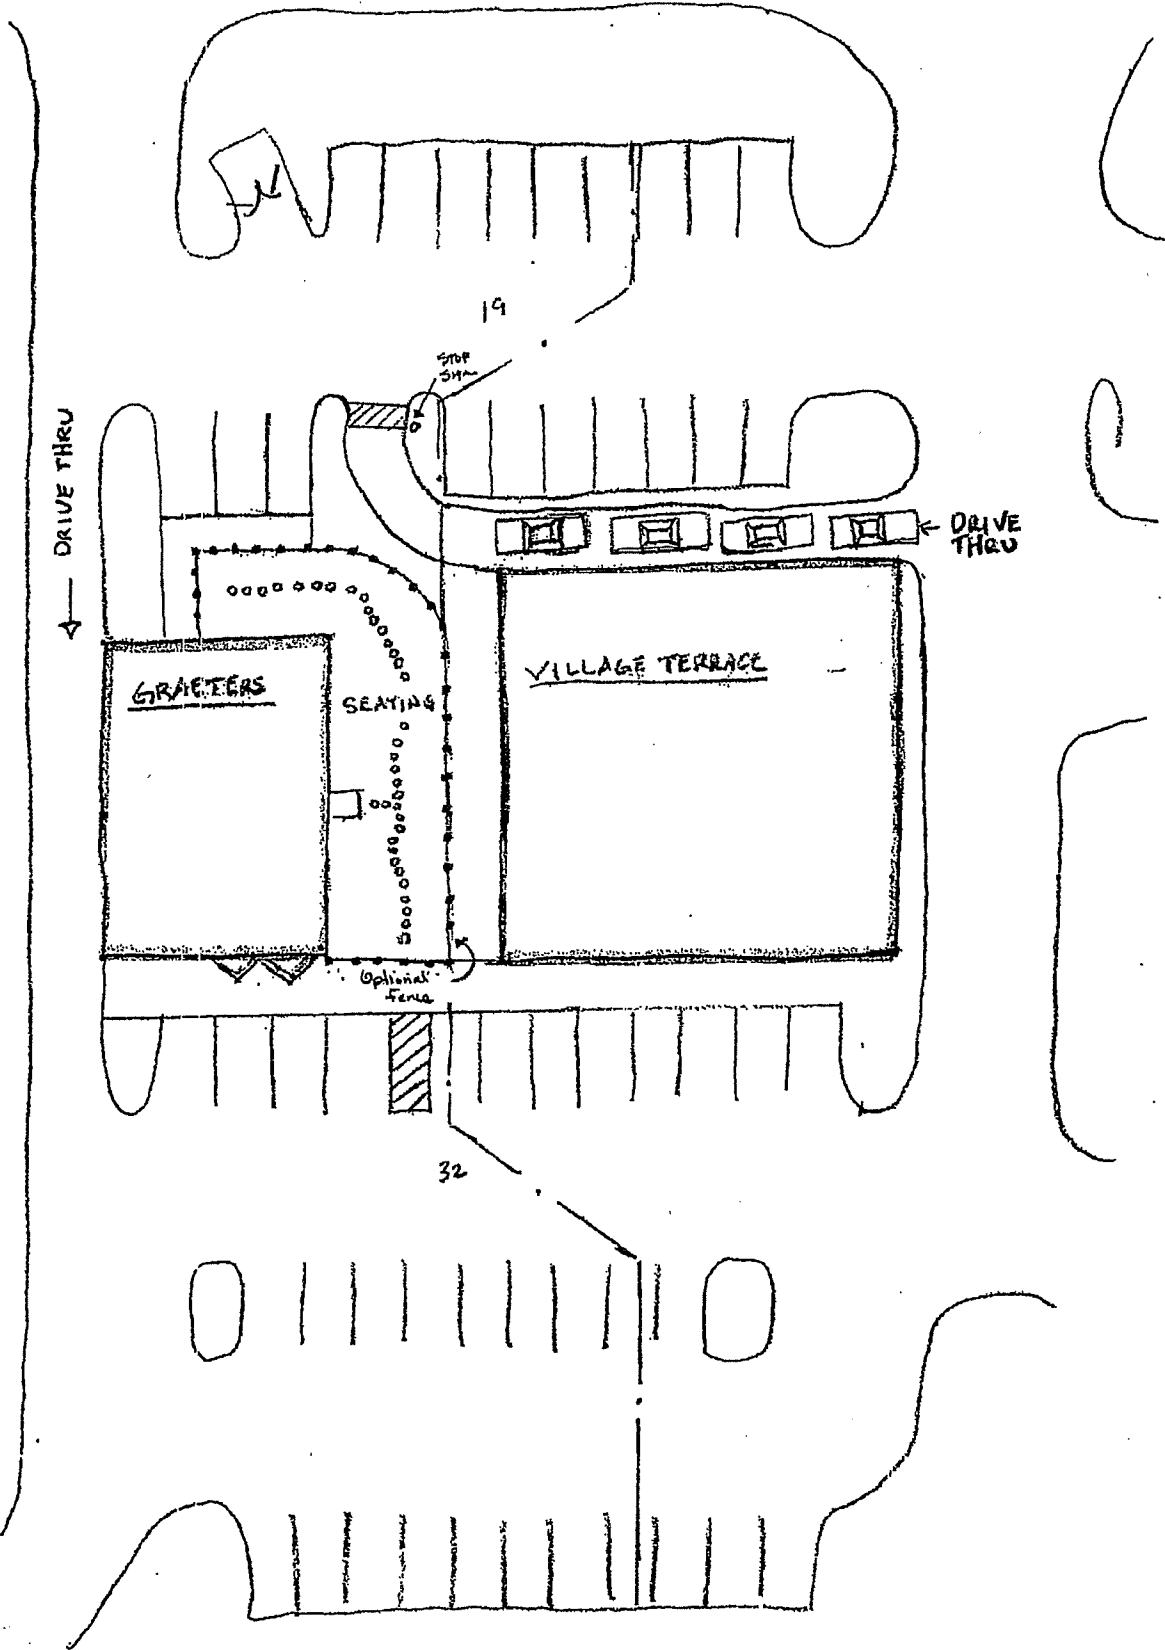 19
STOP
SIGN
DRIVE THRU
DRIVE
THRU
VILLAGE TERRACE
GRAETERS
SEATING
Optional
Fence
32